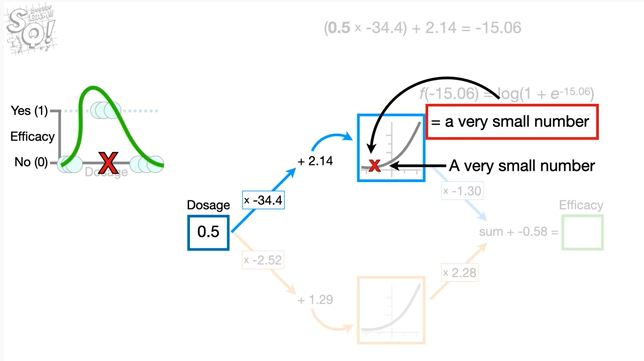 StatQuest!
(0.5 × -34.4) + 2.14 = -15.06
f(-15.06) = log(1 + e-15.06)
= a very small number
A very small number
Yes (1)
Efficacy
No (0)
X
Dosage
+ 2.14
X
x -34.4
x -1.30
Dosage
0.5
Efficacy
sum + -0.58 =
x -2.52
x 2.28
+ 1.29